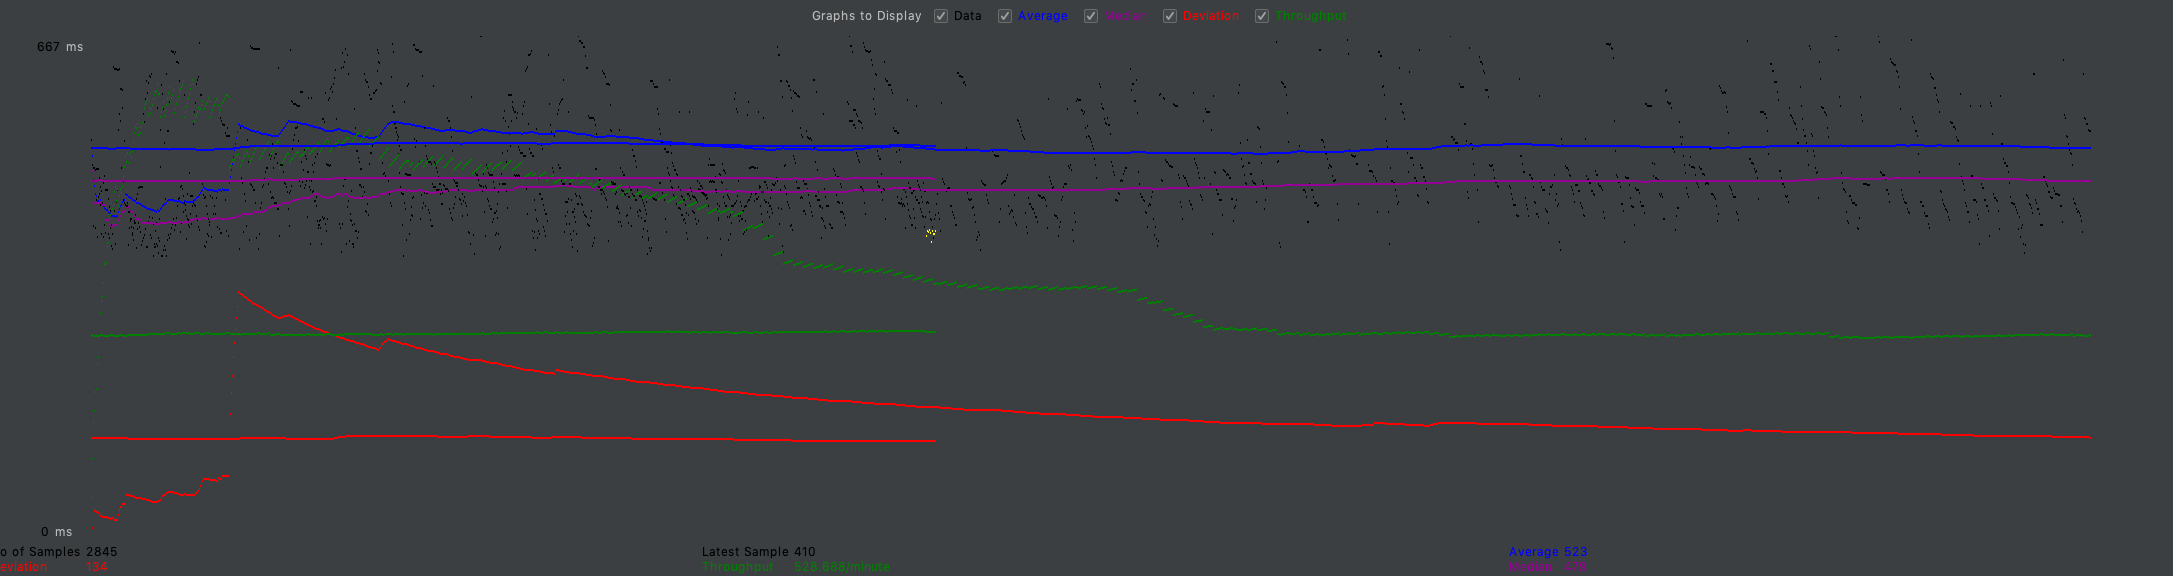 Graphs to Display Data Average Median Deviation Throughput
667 ms
0 ms
o of Samples 2845 Latest Sample 410 Average 523
eviation 134 Throughput 528.688/minute Median 479